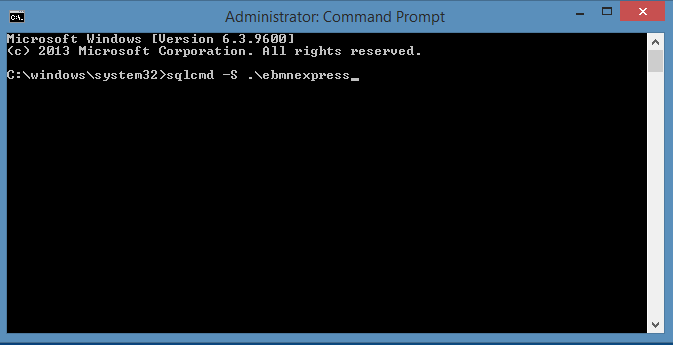 Administrator: Command Prompt
Microsoft Windows [Version 6.3.9600]
(c) 2013 Microsoft Corporation. All rights reserved.
C:\windows\system32>sqlcmd -S .\ebmnexpress_